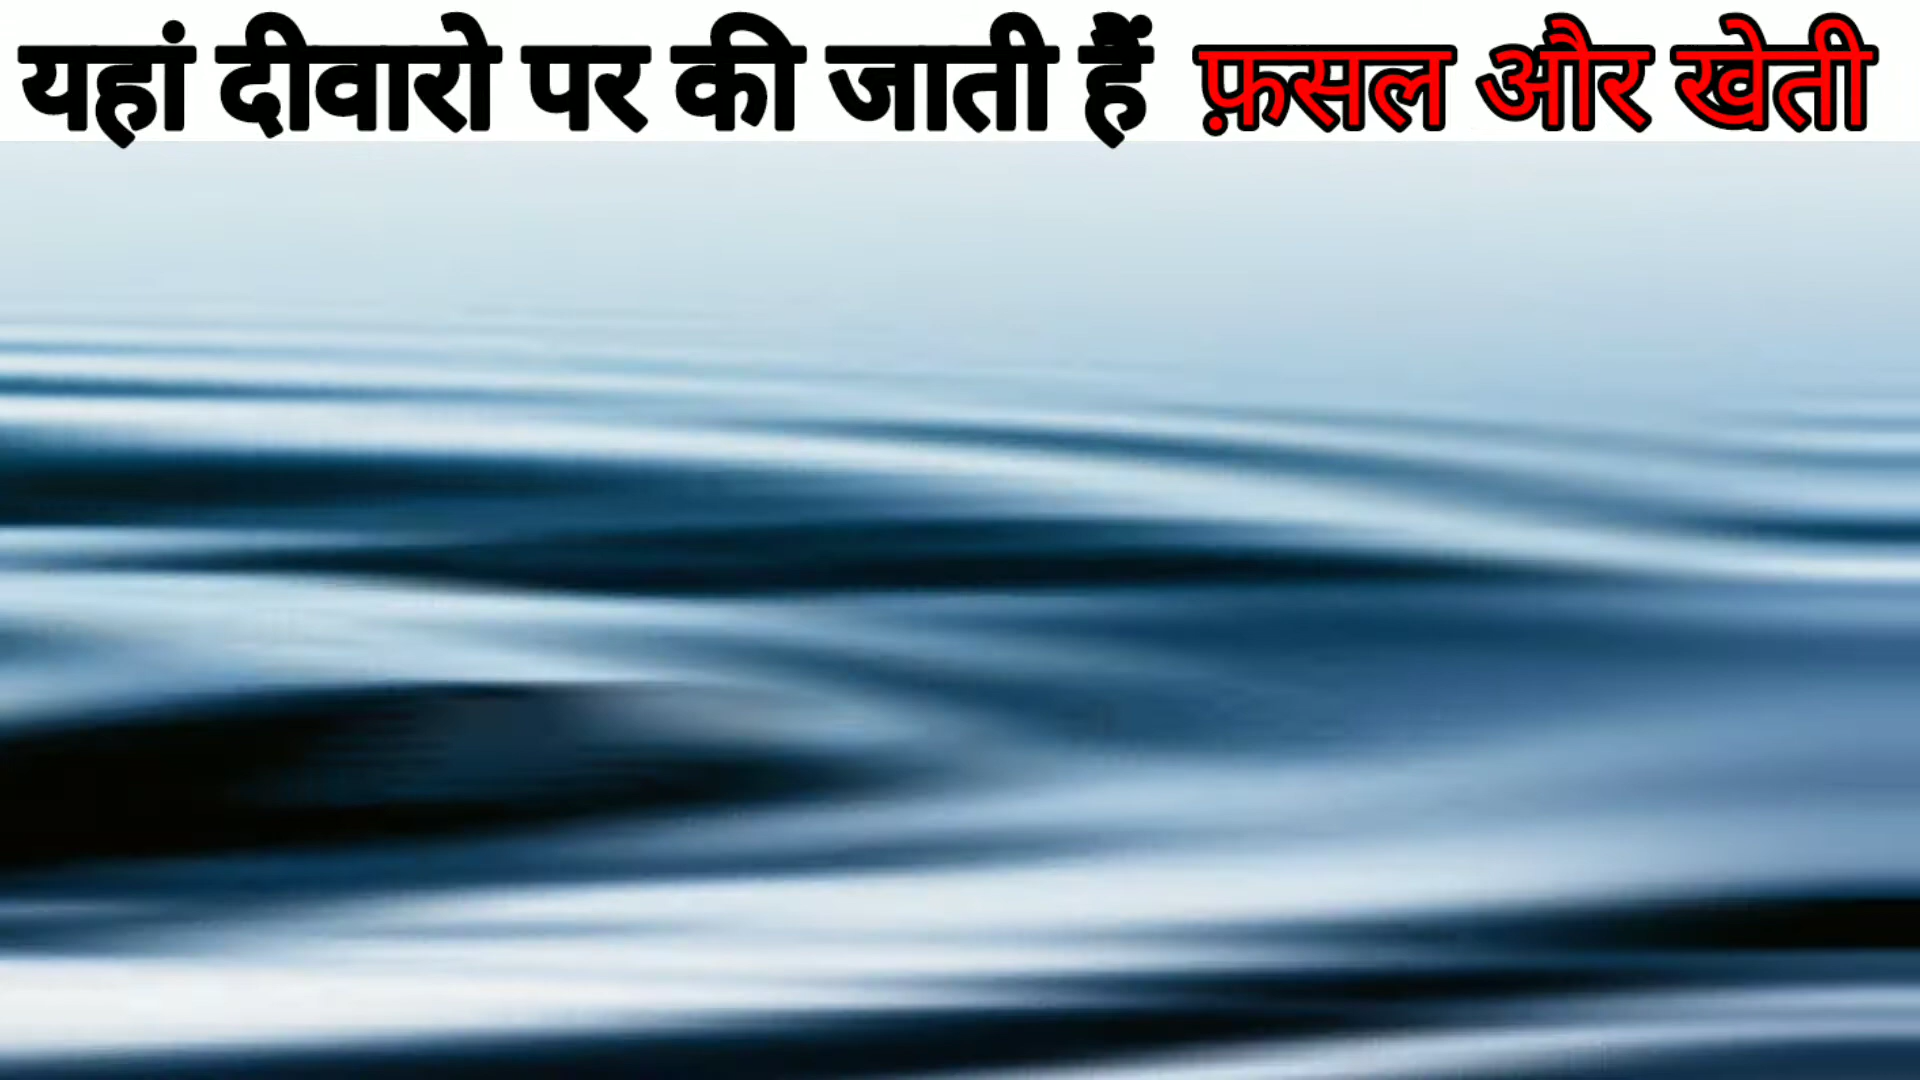 यहां दीवारो पर की जाती हैं फ़सल और खेती